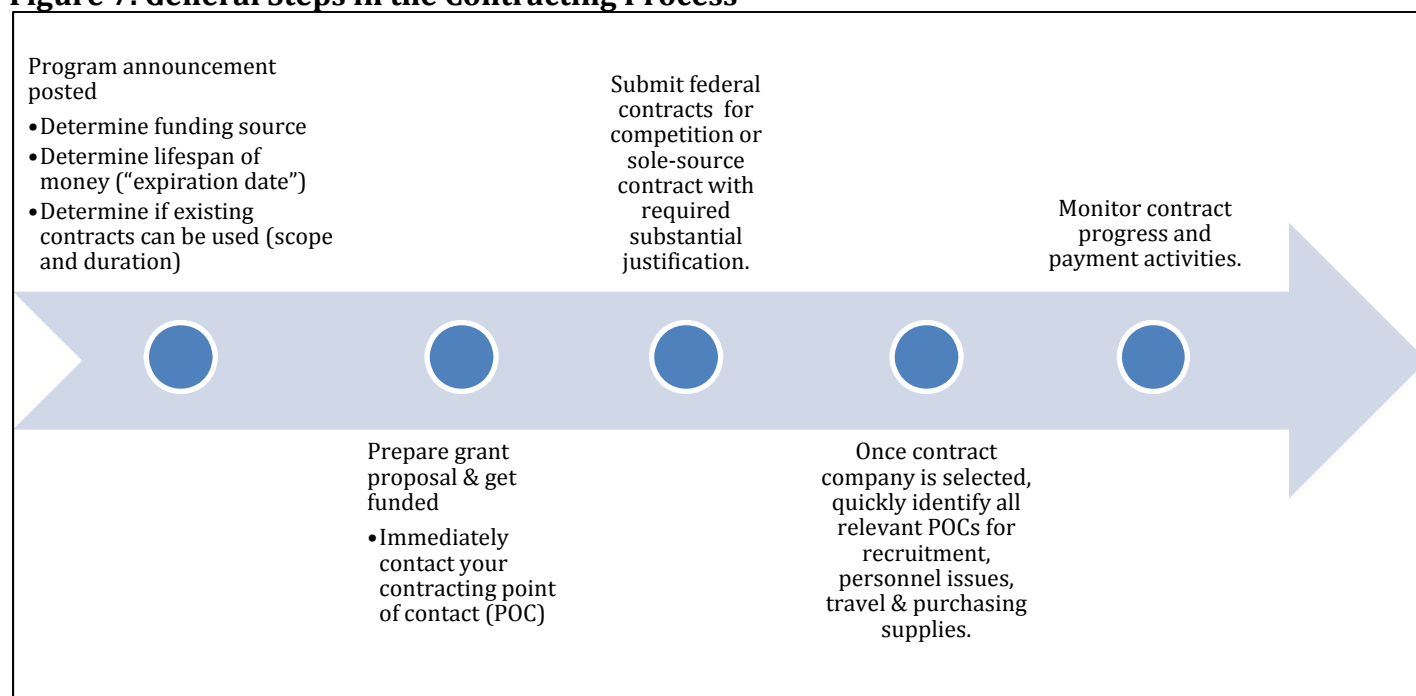 Figure 7. General Steps in the Contracting Process
Program announcement
posted
•Determine funding source
•Determine lifespan of
money (“expiration date”)
•Determine if existing
contracts can be used (scope
and duration)
Prepare grant
proposal & get
funded
•Immediately
contact your
contracting point
of contact (POC)
Submit federal
contracts for
competition or
sole-source
contract with
required
substantial
justification.
Once contract
company is selected,
quickly identify all
relevant POCs for
recruitment,
personnel issues,
travel & purchasing
supplies.
Monitor contract
progress and
payment activities.